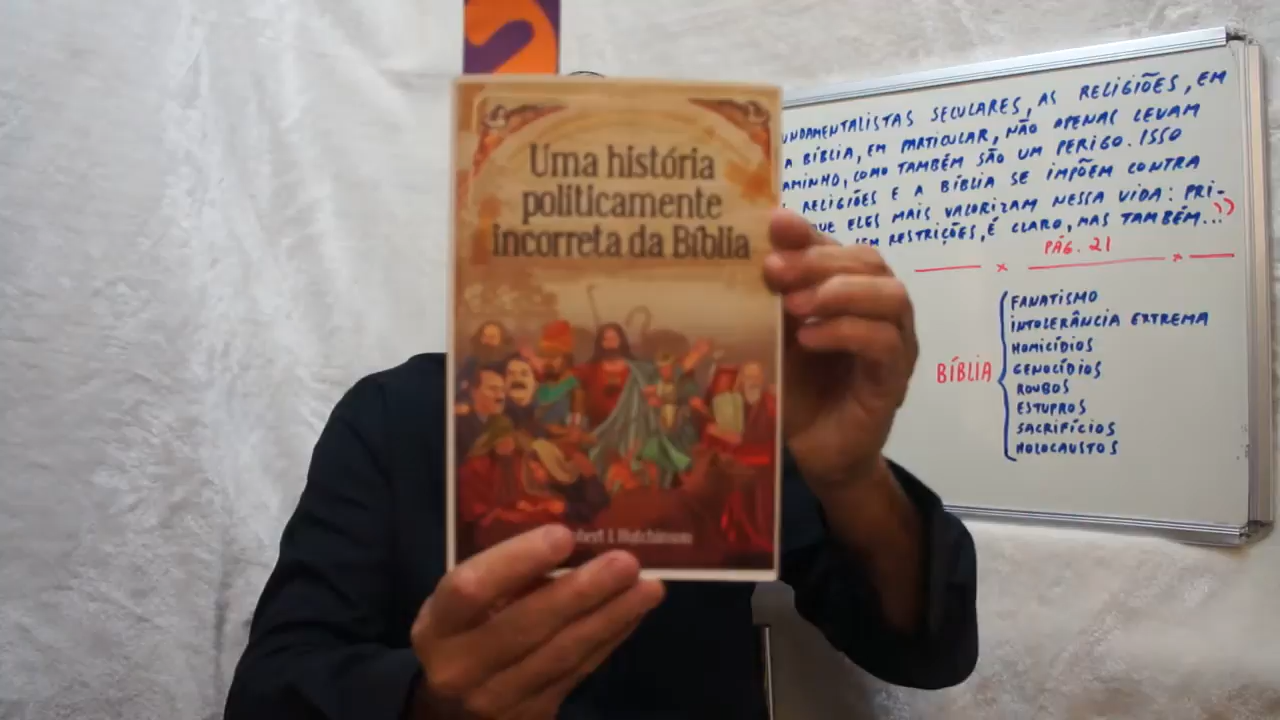 Uma história
politicamente
incorreta da Bíblia
Robert J. Hutchinson
UNDAMENTALISTAS SECULARES, AS RELIGIÕES, EM
A BÍBLIA, EM PARTICULAR, NÃO APENAS LEVAM
AMINHO, COMO TAMBÉM SÃO UM PERIGO. ISSO
RELIGIÕES E A BÍBLIA SE IMPÕEM CONTRA
QUE ELES MAIS VALORIZAM NESSA VIDA: PRI-
SEM RESTRIÇÕES, É CLARO, MAS TAMBÉM...))
PÁG. 21
BÍBLIA
FANATISMO
INTOLERÂNCIA EXTREMA
HOMICÍDIOS
GENOCÍDIOS
ROUBOS
ESTUPROS
SACRIFÍCIOS
HOLOCAUSTOS